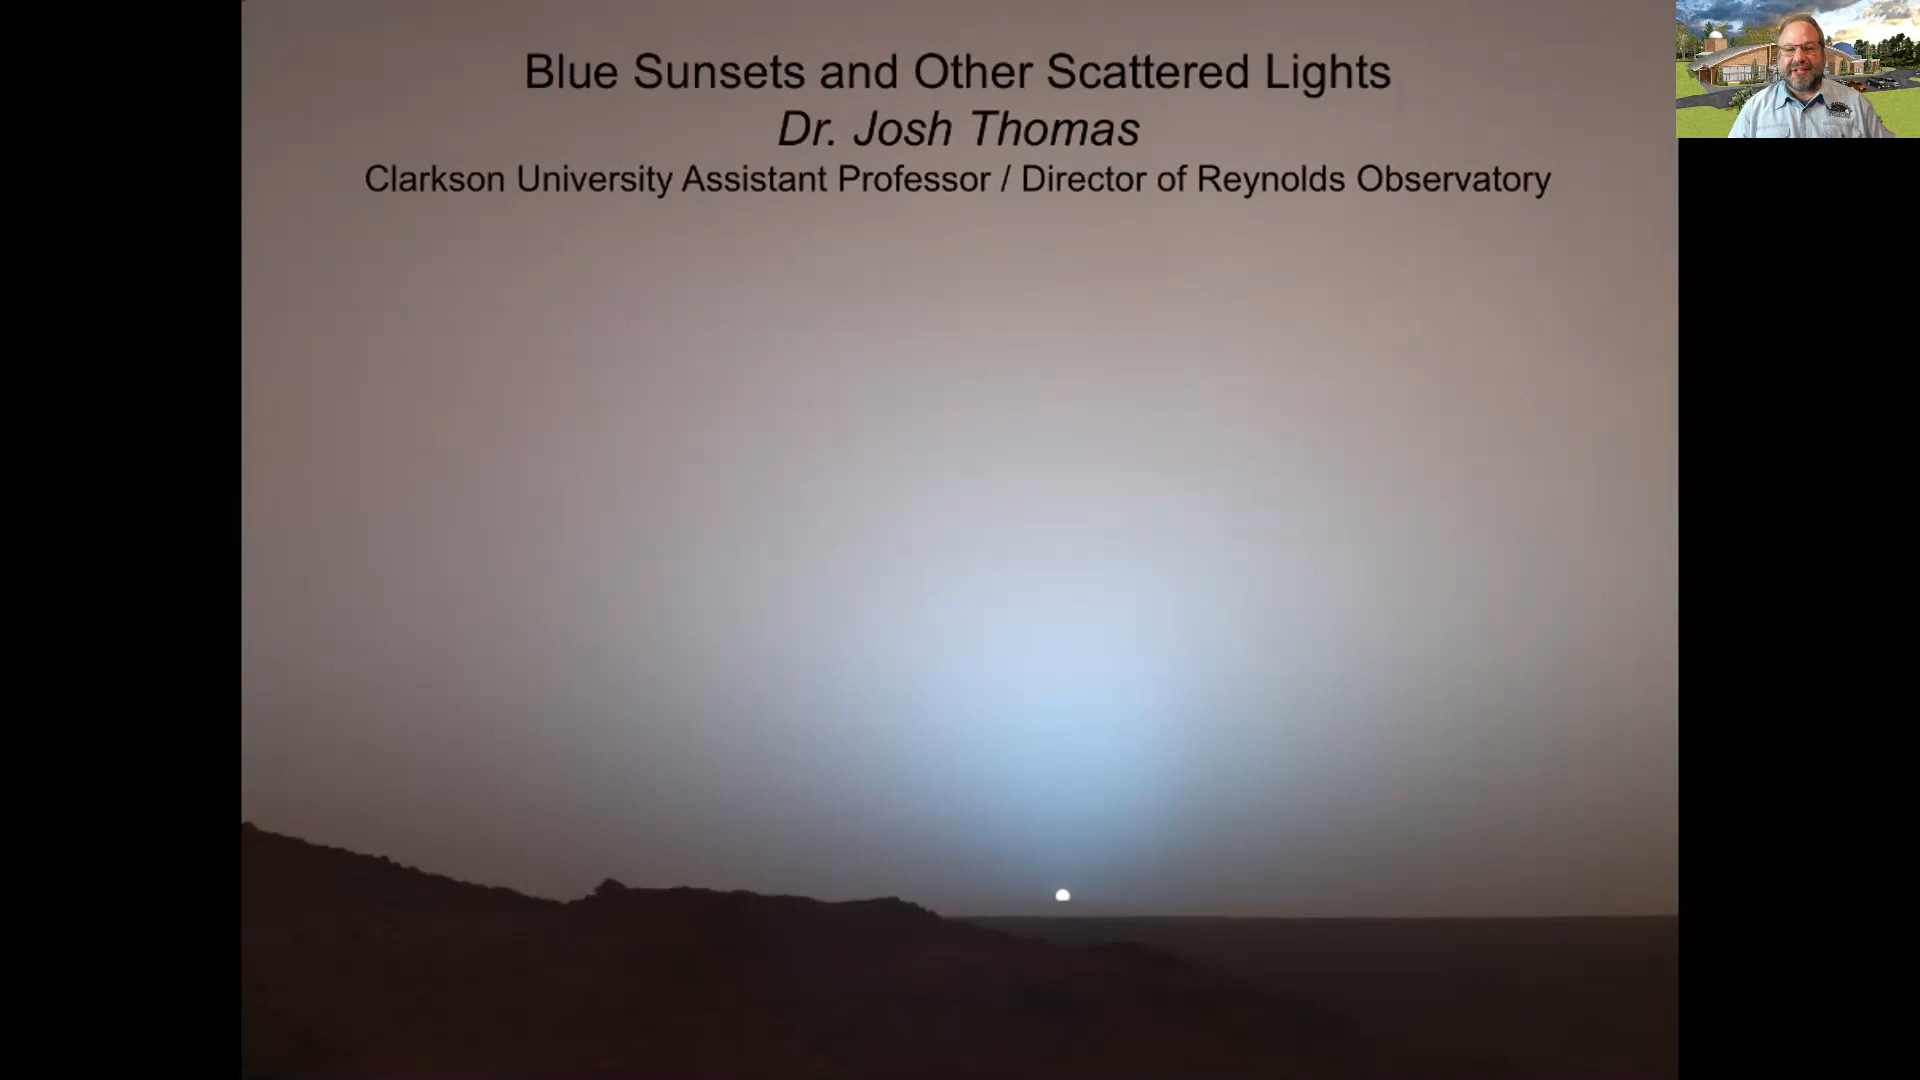 Blue Sunsets and Other Scattered Lights
Dr. Josh Thomas
Clarkson University Assistant Professor / Director of Reynolds Observatory